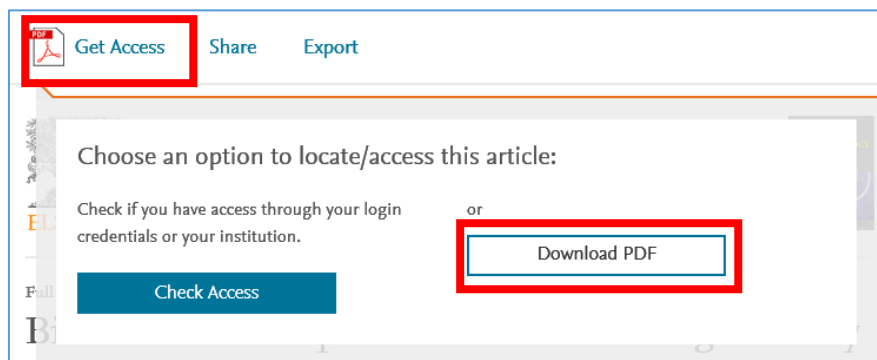 PDF
Get Access Share Export
Choose an option to locate/access this article:
Check if you have access through your login
credentials or your institution.
or
Download PDF
Check Access